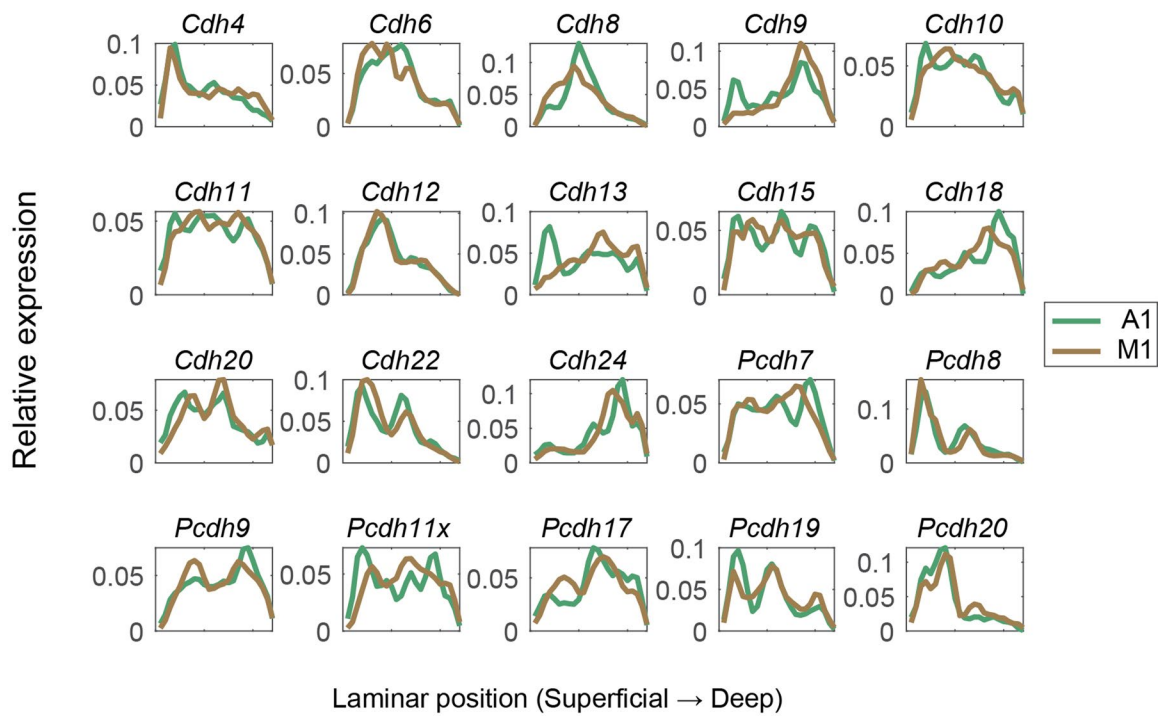 Cdh4 Cdh6 Cdh8 Cdh9 Cdh10
0.1 0.05 0
0.05 0
0.1 0.05 0
0.1 0.05 0
0.05 0
Cdh11 Cdh12 Cdh13 Cdh15 Cdh18
0.05 0
0.1 0.05 0
0.1 0.05 0
0.05 0
0.1 0.05 0
Cdh20 Cdh22 Cdh24 Pcdh7 Pcdh8
0.05 0
0.1 0.05 0
0.1 0.05 0
0.05 0
0.1 0
Pcdh9 Pcdh11x Pcdh17 Pcdh19 Pcdh20
0.05 0
0.05 0
0.05 0
0.1 0.05 0
0.1 0.05 0
Relative expression
Laminar position (Superficial → Deep)
A1
M1